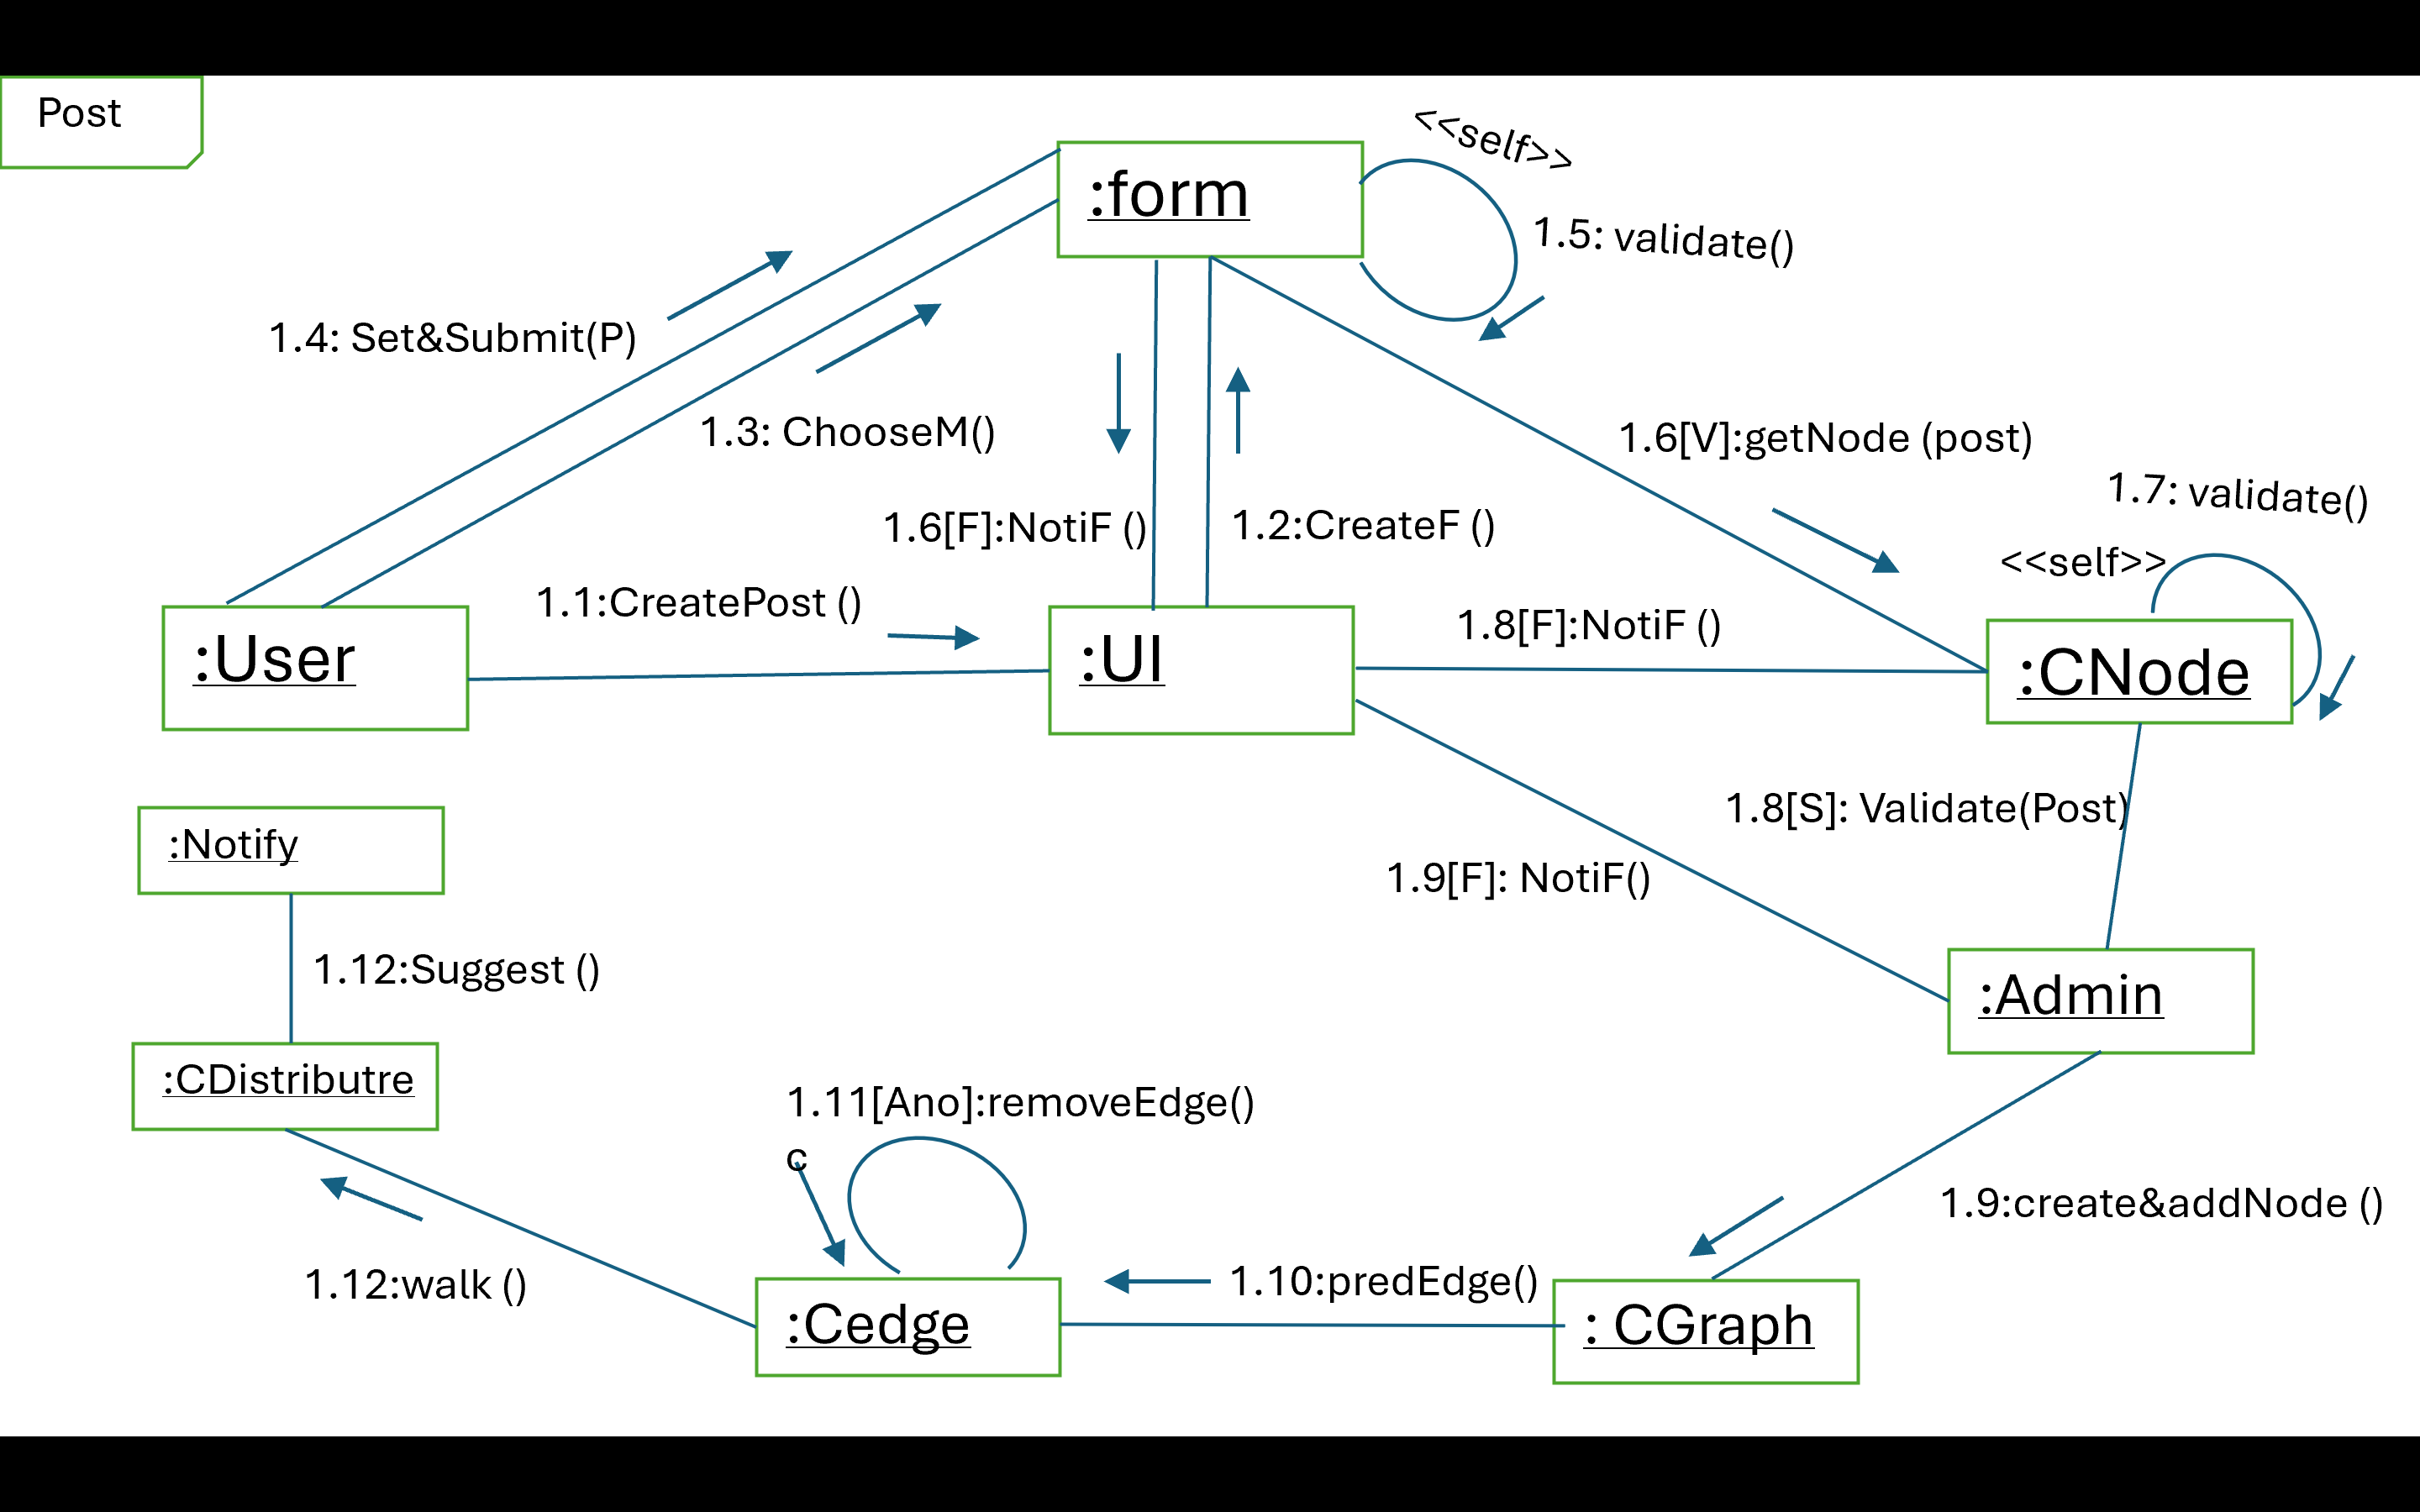 Post
<<self>>
:form
1.5: validate()
1.4: Set&Submit(P)
1.3: ChooseM()
1.6[V]:getNode (post)
1.7: validate()
1.6[F]:NotiF ()
1.2:CreateF ()
<<self>>
1.1:CreatePost ()
1.8[F]:NotiF ()
:User
:UI
:CNode
1.8[S]: Validate(Post)
:Notify
1.9[F]: NotiF()
1.12:Suggest ()
:Admin
:CDistributre
1.11[Ano]:removeEdge()
c
1.9:create&addNode ()
1.12:walk ()
1.10:predEdge()
:Cedge
: CGraph